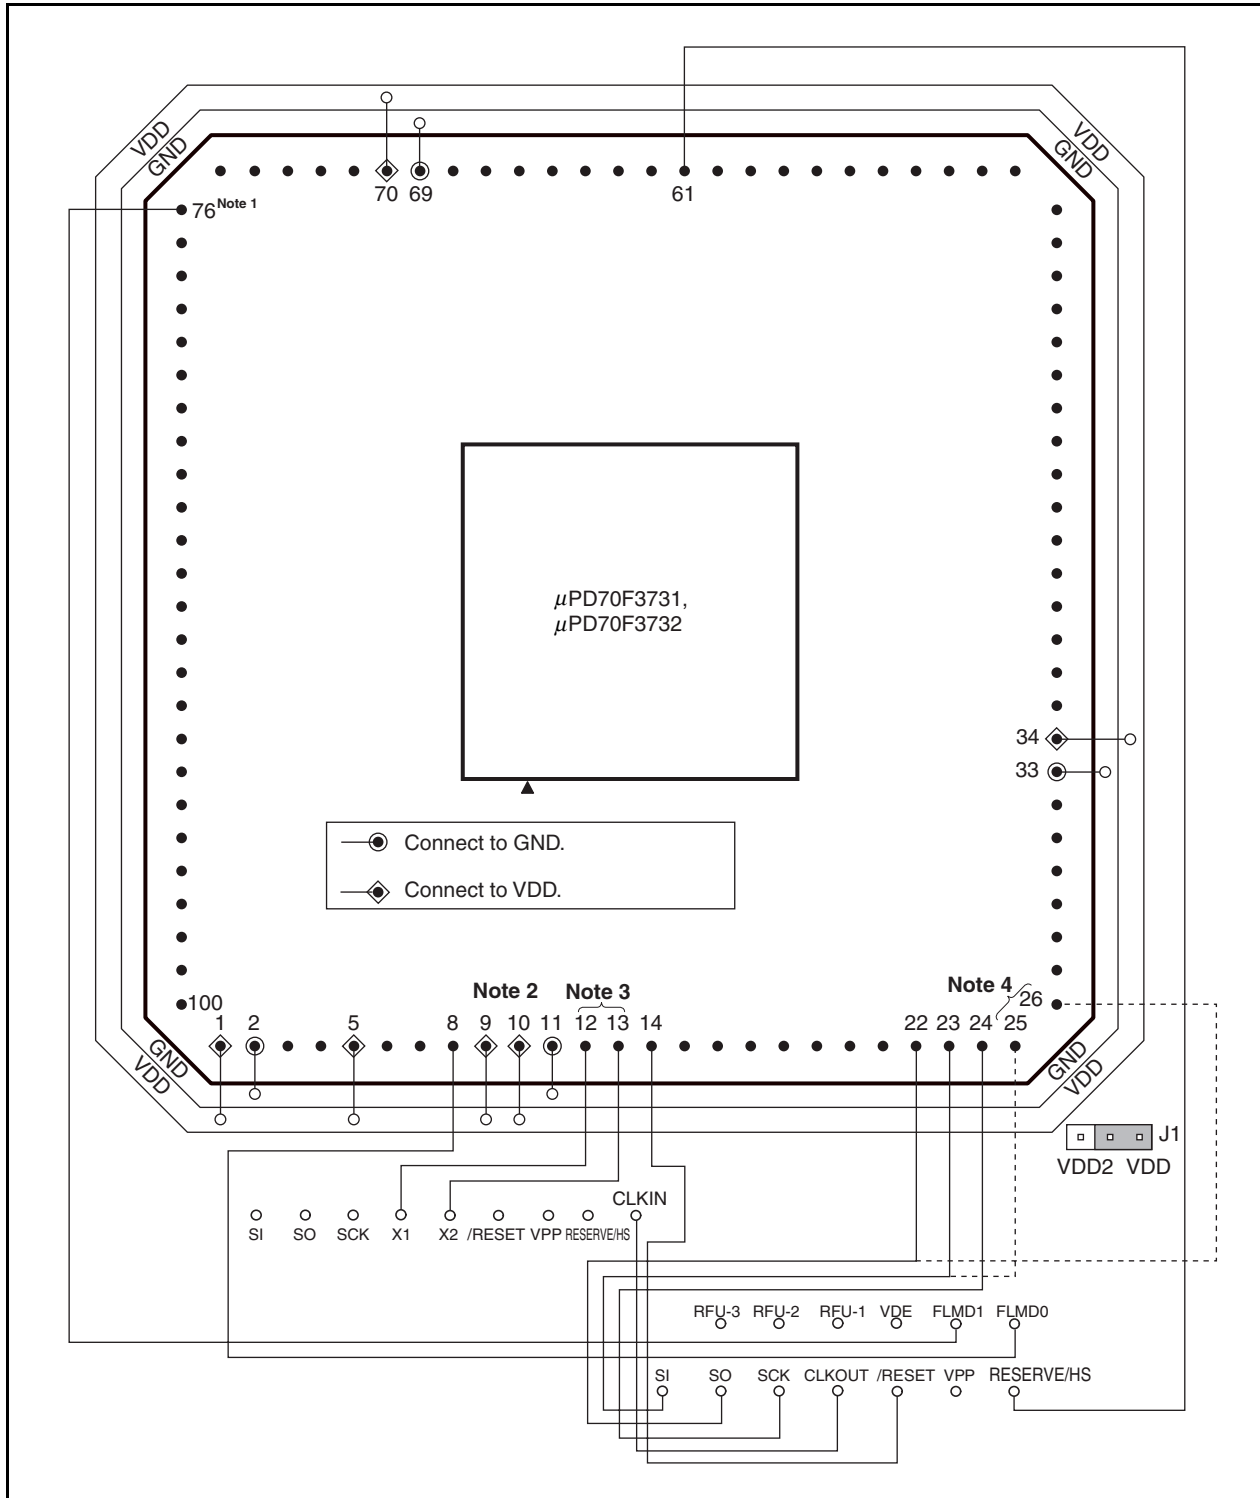 VDD
GND
VDD
GND
70 69
61
76 Note 1
μPD70F3731,
μPD70F3732
34
33
Connect to GND.
Connect to VDD.
100
Note 2
Note 3
Note 4
26
1 2 5 8 9 10 11 12 13 14 22 23 24 25
GND
VDD
GND
VDD
J1
VDD2 VDD
CLKIN
SI SO SCK X1 X2 /RESET VPP RESERVE/HS
RFU-3 RFU-2 RFU-1 VDE FLMD1 FLMD0
SI SO SCK CLKOUT /RESET VPP RESERVE/HS